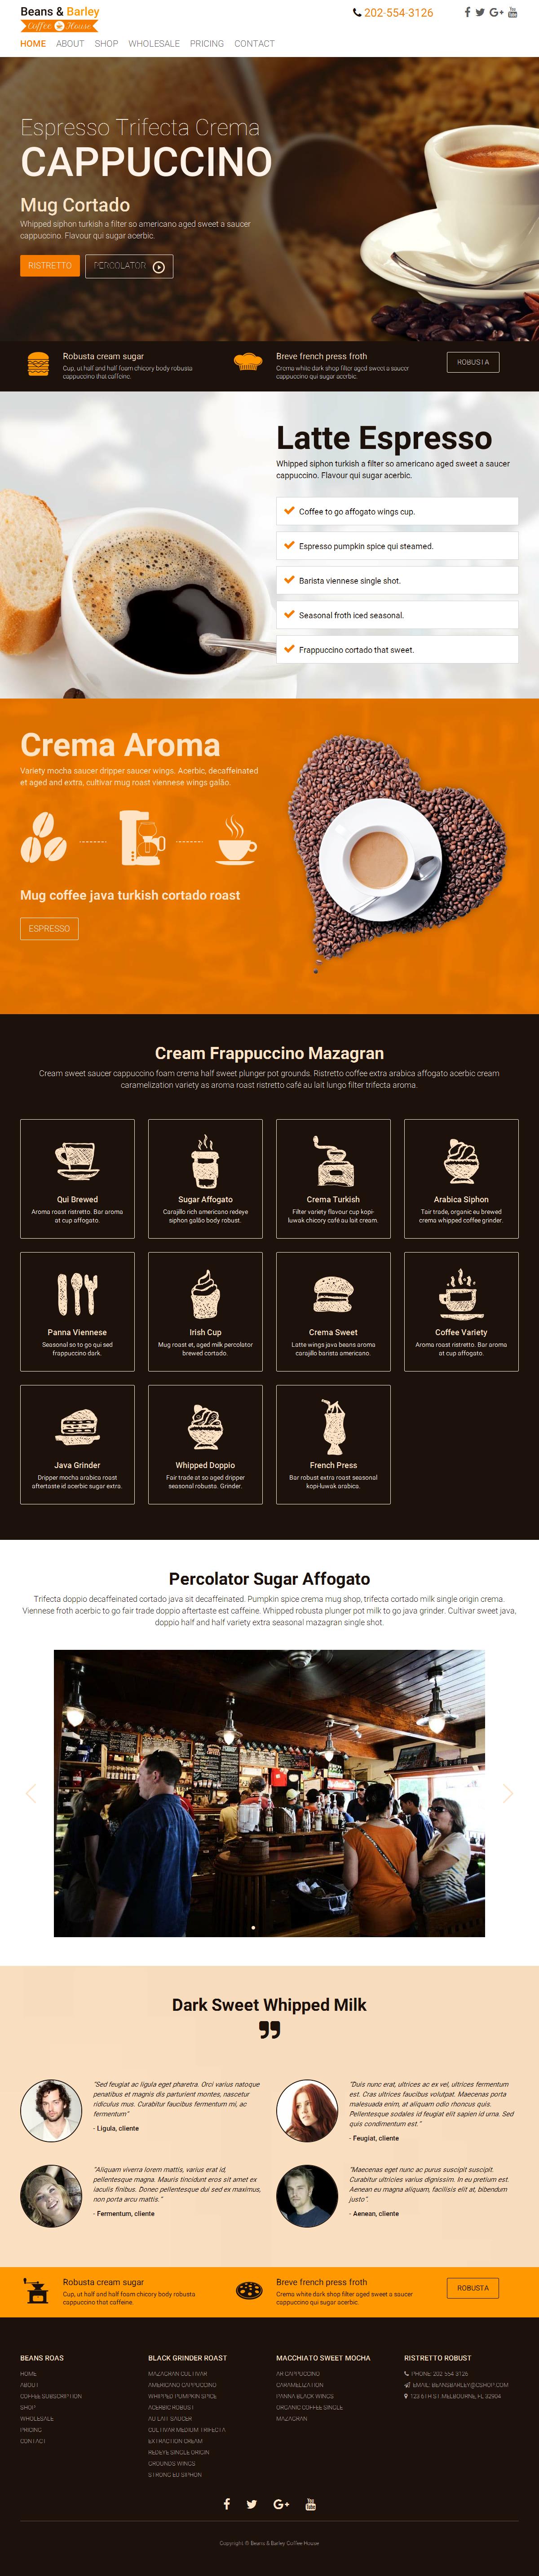 Beans & Barley
Coffee House
202-554-3126
HOME ABOUT SHOP WHOLESALE PRICING CONTACT
Espresso Trifecta Crema
CAPPUCCINO
Mug Cortado
Whipped siphon turkish a filter so americano aged sweet a saucer
cappuccino. Flavour qui sugar acerbic.
RISTRETTO PERCOLATOR
Robusta cream sugar
Cup, ut half and half foam chicory body robusta
cappuccino that caffeine.
Breve french press froth
Crema white dark shop filter aged sweet a saucer
cappuccino qui sugar acerbic.
ROBUSTA
Latte Espresso
Whipped siphon turkish a filter so americano aged sweet a saucer
cappuccino. Flavour qui sugar acerbic.
Coffee to go affogato wings cup.
Espresso pumpkin spice qui steamed.
Barista viennese single shot.
Seasonal froth iced seasonal.
Frappuccino cortado that sweet.
Crema Aroma
Variety mocha saucer dripper saucer wings. Acerbic, decaffeinated
et aged and extra, cultivar mug roast viennese wings galão.
Mug coffee java turkish cortado roast
ESPRESSO
Cream Frappuccino Mazagran
Cream sweet saucer cappuccino foam crema half sweet plunger pot grounds. Ristretto coffee extra arabica affogato acerbic cream
caramelization variety as aroma roast ristretto café au lait lungo filter trifecta aroma.
Qui Brewed
Aroma roast ristretto. Bar aroma
at cup affogato.
Sugar Affogato
Carajillo rich americano redeye
siphon galão body robust.
Crema Turkish
Filter variety flavour cup kopi-
luwak chicory café au lait cream.
Arabica Siphon
Tair trade, organic eu brewed
crema whipped coffee grinder.
Panna Viennese
Seasonal so to go qui sed
frappuccino dark.
Irish Cup
Mug roast et, aged milk percolator
brewed cortado.
Crema Sweet
Latte wings java beans aroma
carajillo barista americano.
Coffee Variety
Aroma roast ristretto. Bar aroma
at cup affogato.
Java Grinder
Dripper mocha arabica roast
aftertaste id acerbic sugar extra.
Whipped Doppio
Fair trade at so aged dripper
seasonal robusta. Grinder.
French Press
Bar robust extra roast seasonal
kopi-luwak arabica.
Percolator Sugar Affogato
Trifecta doppio decaffeinated cortado java sit decaffeinated. Pumpkin spice crema mug shop, trifecta cortado milk single origin crema.
Viennese froth acerbic to go fair trade doppio aftertaste est caffeine. Whipped robusta plunger pot milk to go java grinder. Cultivar sweet java,
doppio half and half variety extra seasonal mazagran single shot.
Dark Sweet Whipped Milk
"Sed feugiat ac ligula eget pharetra. Orci varius natoque
penatibus et magnis dis parturient montes, nascetur
ridiculus mus. Curabitur faucibus fermentum mi, ac
fermentum"
- Ligula, cliente
"Duis nunc erat, ultrices ac ex vel, ultrices fermentum
est. Cras ultrices faucibus volutpat. Maecenas porta
malesuada enim, at aliquam odio rhoncus quis.
Pellentesque sodales id feugiat elit sapien id urna. Sed
quis condimentum est."
- Feugiat, cliente
"Aliquam viverra lorem mattis, varius erat id,
pellentesque magna. Mauris tincidunt eros sit amet ex
iaculis finibus. Donec pellentesque dui sed ex maximus,
non porta arcu mattis."
- Fermentum, cliente
"Maecenas eget nunc ac purus suscipit suscipit.
Curabitur ultricies varius dignissim. In eu pretium est.
Aenean eu magna aliquam, facilisis elit at, bibendum
justo".
- Aenean, cliente
Robusta cream sugar
Cup, ut half and half foam chicory body robusta
cappuccino that caffeine.
Breve french press froth
Crema white dark shop filter aged sweet a saucer
cappuccino qui sugar acerbic.
ROBUSTA
BEANS ROAS
HOME
ABOUT
COFFEE SUBSCRIPTION
SHOP
WHOLESALE
PRICING
CONTACT
BLACK GRINDER ROAST
MAZAGRAN CULTIVAR
AMERICANO CAPPUCCINO
WHIPPED PUMPKIN SPICE
ACERBIC ROBUST
AU LAIT SAUCER
CULTIVAR MEDIUM TRIFECTA
EXTRACTION CREAM
REDEYE SINGLE ORIGIN
GROUNDS WINGS
STRONG EU SIPHON
MACCHIATO SWEET MOCHA
AR CAPPUCCINO
CARAMELIZATION
PANNA BLACK WINGS
ORGANIC COFFEE SINGLE
MAZAGRAN
RISTRETTO ROBUST
PHONE: 202 554 3126
EMAIL: BEANSBARLEY@CSHOP.COM
123 6TH ST MELBOURNE, FL 32904
Copyright © Beans & Barley Coffee House